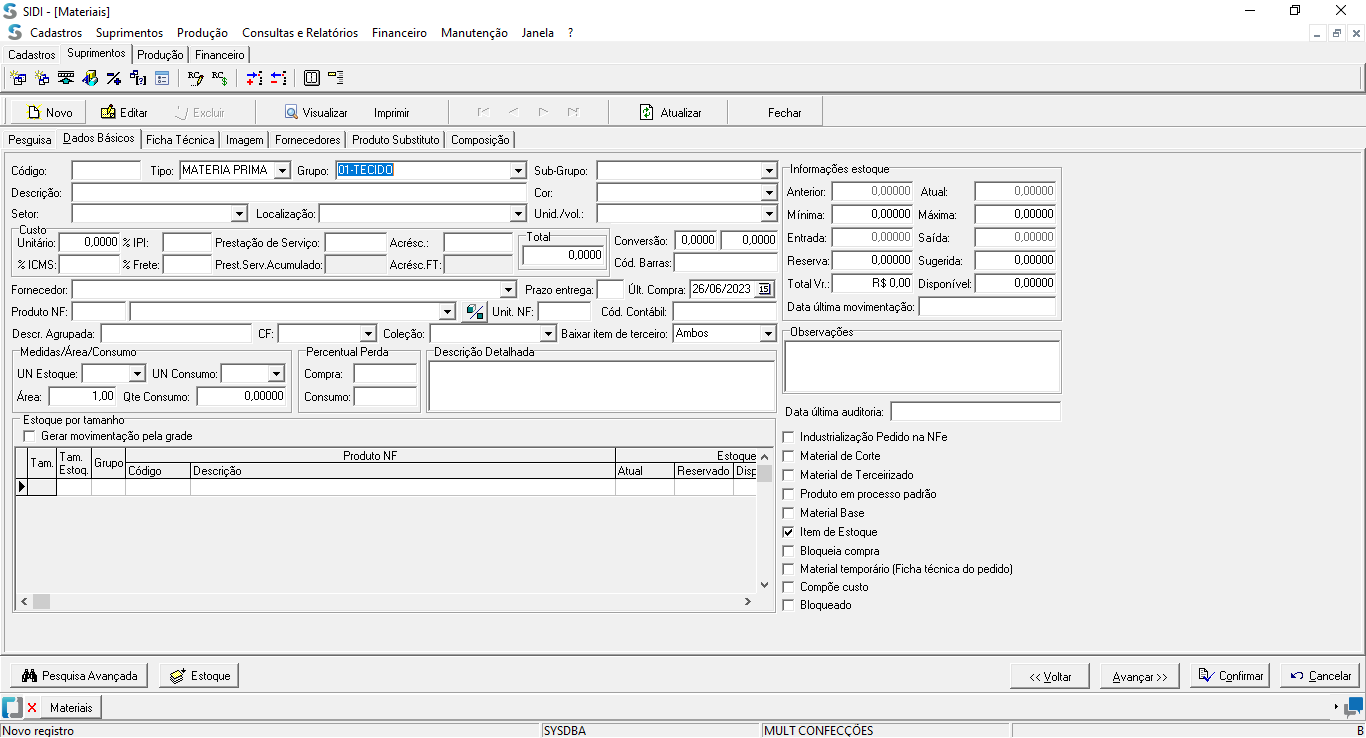 SIDI - [Materiais]
Cadastros Suprimentos Produção Consultas e Relatórios Financeiro Manutenção Janela ?
Cadastros Suprimentos Produção Financeiro
Novo Editar Excluir Visualizar Imprimir Atualizar Fechar
Pesquisa Dados Básicos Ficha Técnica Imagem Fornecedores Produto Substituto Composição
Código: Tipo: MATERIA PRIMA Grupo: 01-TECIDO Sub-Grupo: Informações estoque
Descrição: Cor: Anterior: 0,00000 Atual: 0,00000
Setor: Localização: Unid./vol.: Mínima: 0,00000 Máxima: 0,00000
Custo Total
Unitário: 0,0000 % IPI: Prestação de Serviço: Acrésc.: 0,0000 Conversão: 0,0000 0,0000 Entrada: 0,00000 Saída: 0,00000
% ICMS: % Frete: Prest.Serv.Acumulado: Acrésc.FT: Cód. Barras: Reserva: 0,00000 Sugerida: 0,00000
Fornecedor: Prazo entrega: Últ. Compra: 26/06/2023 15 Total Vr.: R$ 0,00 Disponível: 0,00000
Produto NF: Unit. NF: Cód. Contábil: Data última movimentação:
Descr. Agrupada: CF: Coleção: Baixar item de terceiro: Ambos Observações
Medidas/Área/Consumo Percentual Perda Descrição Detalhada
UN Estoque: UN Consumo: Compra:
Área: 1,00 Qte Consumo: 0,00000 Consumo:
Data última auditoria:
Estoque por tamanho
Gerar movimentação pela grade Industrialização Pedido na NFe
Tam. Tam. Estoq. Grupo Produto NF Estoque Material de Corte
Código Descrição Atual Reservado Disp Material de Terceirizado
Produto em processo padrão
Material Base
Item de Estoque
Bloqueia compra
Material temporário (Ficha técnica do pedido)
Compõe custo
Bloqueado
Pesquisa Avançada Estoque << Voltar Avançar >> Confirmar Cancelar
Materiais
Novo registro SYSDBA MULT CONFECÇÕES B